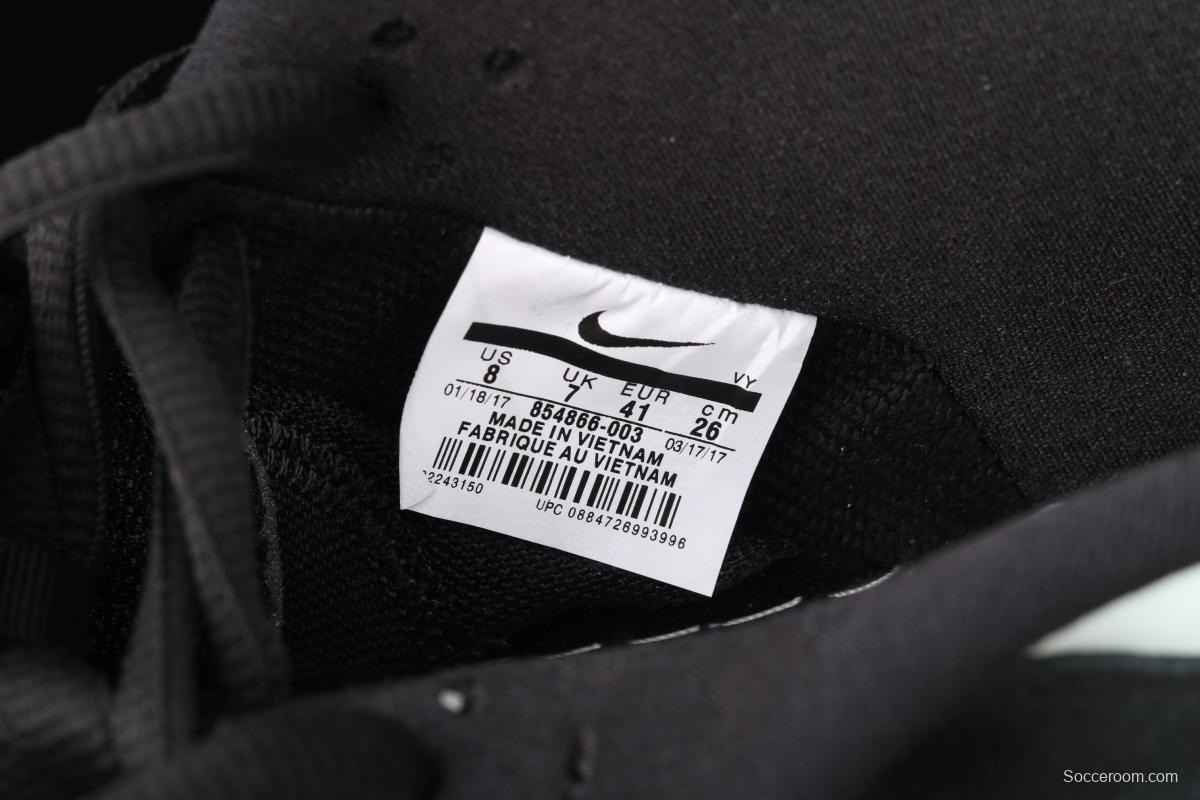 VY
US UK EUR cm
8 7 41 26
01/18/17 854866-003 03/17/17
MADE IN VIETNAM
FABRIQUE AU VIETNAM
2243150
UPC 0884726993996
Socceroom.com